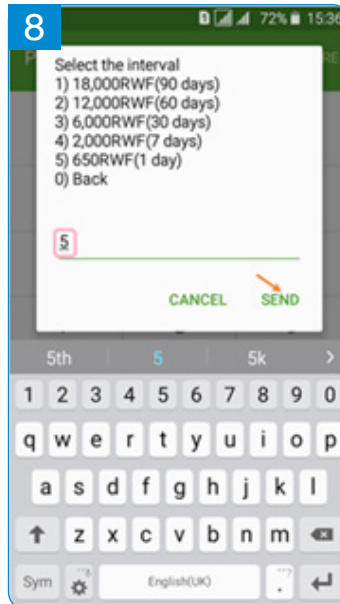 8
72% 15:36
P RE
Select the interval
1) 18,000RWF(90 days)
2) 12,000RWF(60 days)
3) 6,000RWF(30 days)
4) 2,000RWF(7 days)
5) 650RWF(1 day)
0) Back
5
CANCEL SEND
5th 5 5k >
1 2 3 4 5 6 7 8 9 0
q w e r t y u i o p
a s d f g h j k l
z x c v b n m
Sym English(UK) .